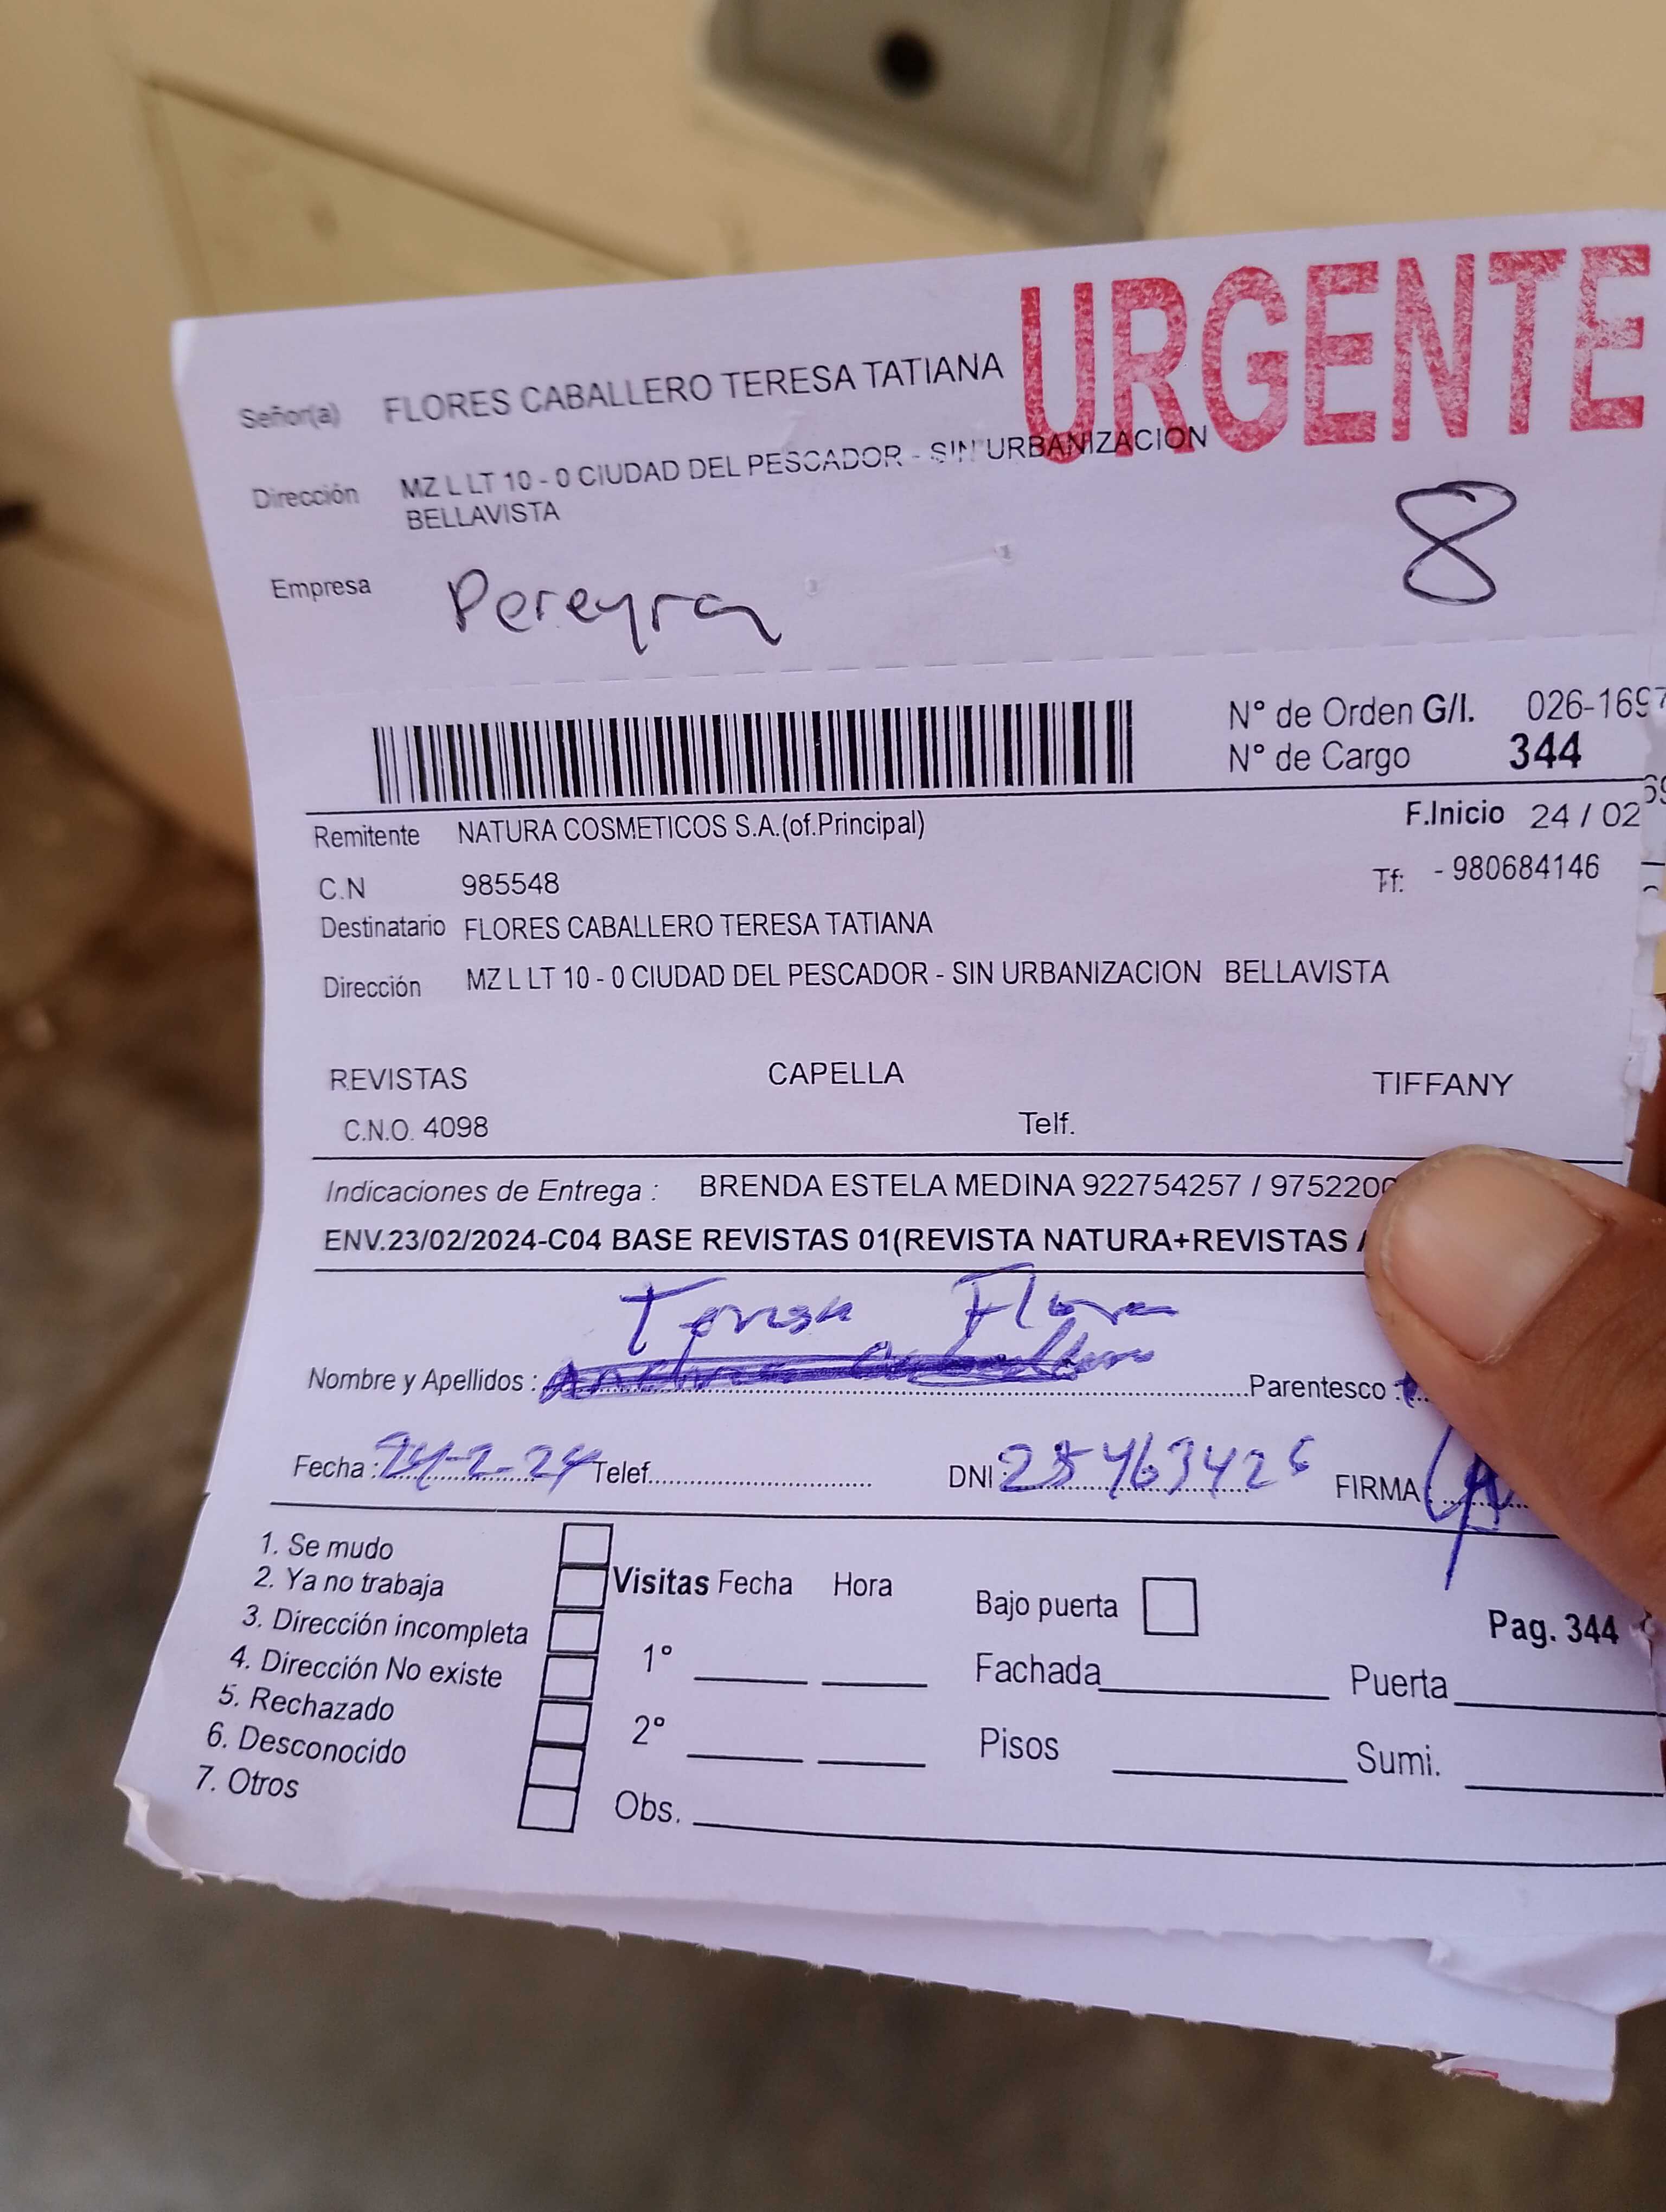 URGENTE
Señor(a) FLORES CABALLERO TERESA TATIANA
Dirección MZ L LT 10 - 0 CIUDAD DEL PESCADOR - SIN URBANIZACION
BELLAVISTA
8
Empresa Pereyra
N° de Orden G/I. 026-1697
N° de Cargo 344
Remitente NATURA COSMETICOS S.A.(of.Principal) F.Inicio 24 / 02
C.N 985548 Tf: - 980684146
Destinatario FLORES CABALLERO TERESA TATIANA
Dirección MZ L LT 10 - 0 CIUDAD DEL PESCADOR - SIN URBANIZACION BELLAVISTA
REVISTAS CAPELLA TIFFANY
C.N.O. 4098 Telf.
Indicaciones de Entrega : BRENDA ESTELA MEDINA 922754257 / 975220
ENV.23/02/2024-C04 BASE REVISTAS 01(REVISTA NATURA+REVISTAS
Teresa Flores
Nombre y Apellidos : Parentesco :
Fecha : 24-2-24 Telef. DNI 25463426 FIRMA
1. Se mudo
2. Ya no trabaja
3. Dirección incompleta
4. Dirección No existe
5. Rechazado
6. Desconocido
7. Otros
Visitas Fecha Hora Bajo puerta Pag. 344
1° Fachada Puerta
2° Pisos Sumi.
Obs.